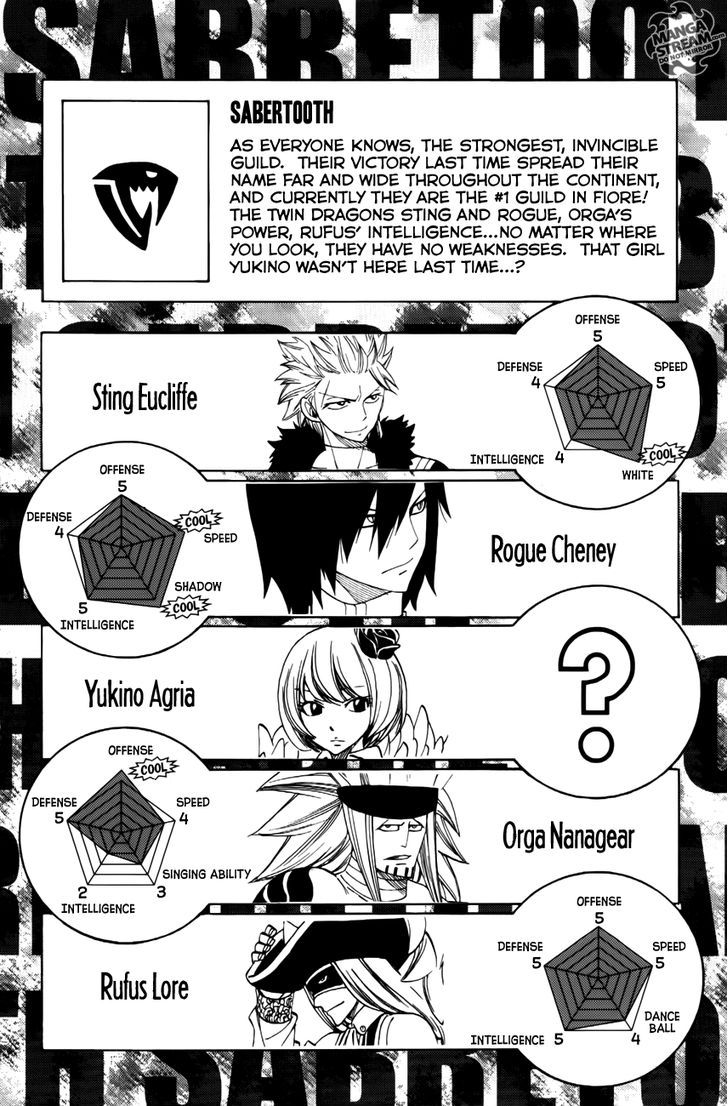 SABRETOOT
MANGA
STREAM.com
DO NOT MIRROR
SABERTOOTH
AS EVERYONE KNOWS, THE STRONGEST, INVINCIBLE
GUILD. THEIR VICTORY LAST TIME SPREAD THEIR
NAME FAR AND WIDE THROUGHOUT THE CONTINENT,
AND CURRENTLY THEY ARE THE #1 GUILD IN FIORE!
THE TWIN DRAGONS STING AND ROGUE, ORGA'S
POWER, RUFUS' INTELLIGENCE...NO MATTER WHERE
YOU LOOK, THEY HAVE NO WEAKNESSES. THAT GIRL
YUKINO WASN'T HERE LAST TIME...?
Sting Eucliffe
OFFENSE
5
DEFENSE
4
SPEED
5
INTELLIGENCE 4
COOL
WHITE
OFFENSE
5
DEFENSE
4
COOL
SPEED
SHADOW
COOL
5
INTELLIGENCE
Rogue Cheney
Yukino Agria
?
OFFENSE
COOL
DEFENSE
5
SPEED
4
SINGING ABILITY
2
3
INTELLIGENCE
Orga Nanagear
Rufus Lore
OFFENSE
5
DEFENSE
5
SPEED
5
DANCE
BALL
INTELLIGENCE 5
4
H SABRETO